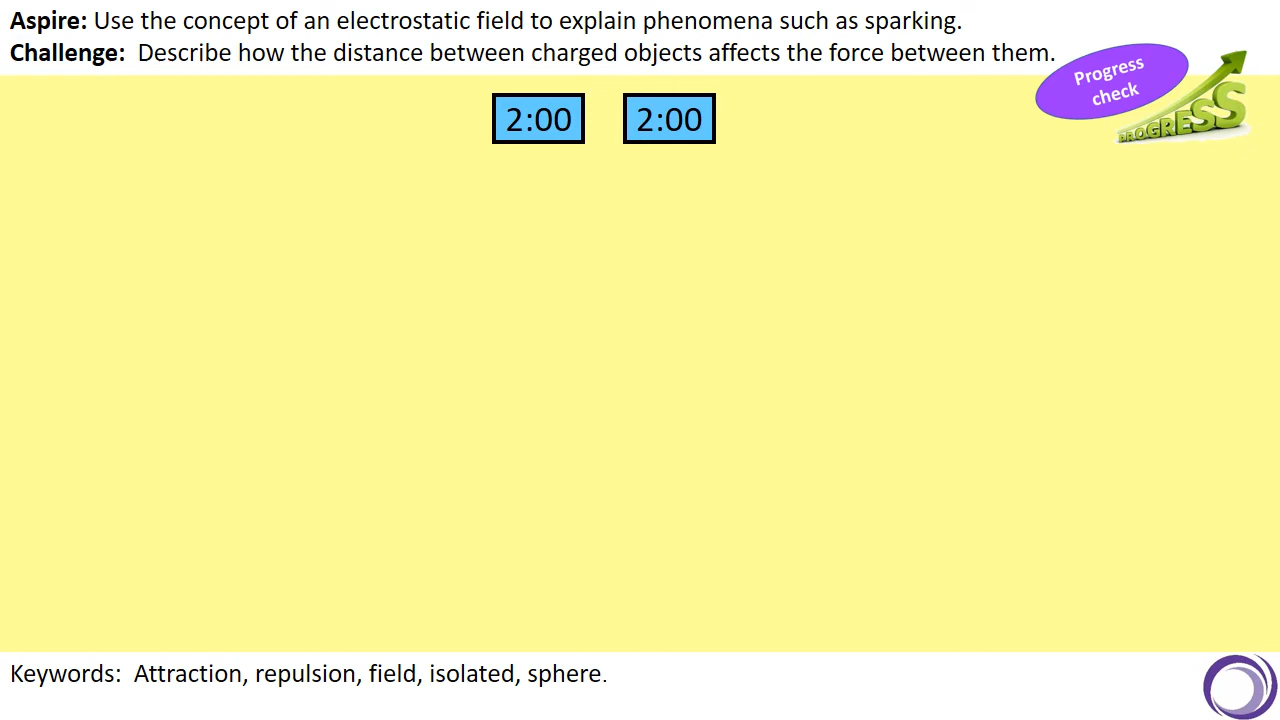 Aspire: Use the concept of an electrostatic field to explain phenomena such as sparking.
Challenge:  Describe how the distance between charged objects affects the force between them.
Progress
check
PROGRESS
2:00
2:00
Keywords:  Attraction, repulsion, field, isolated, sphere.